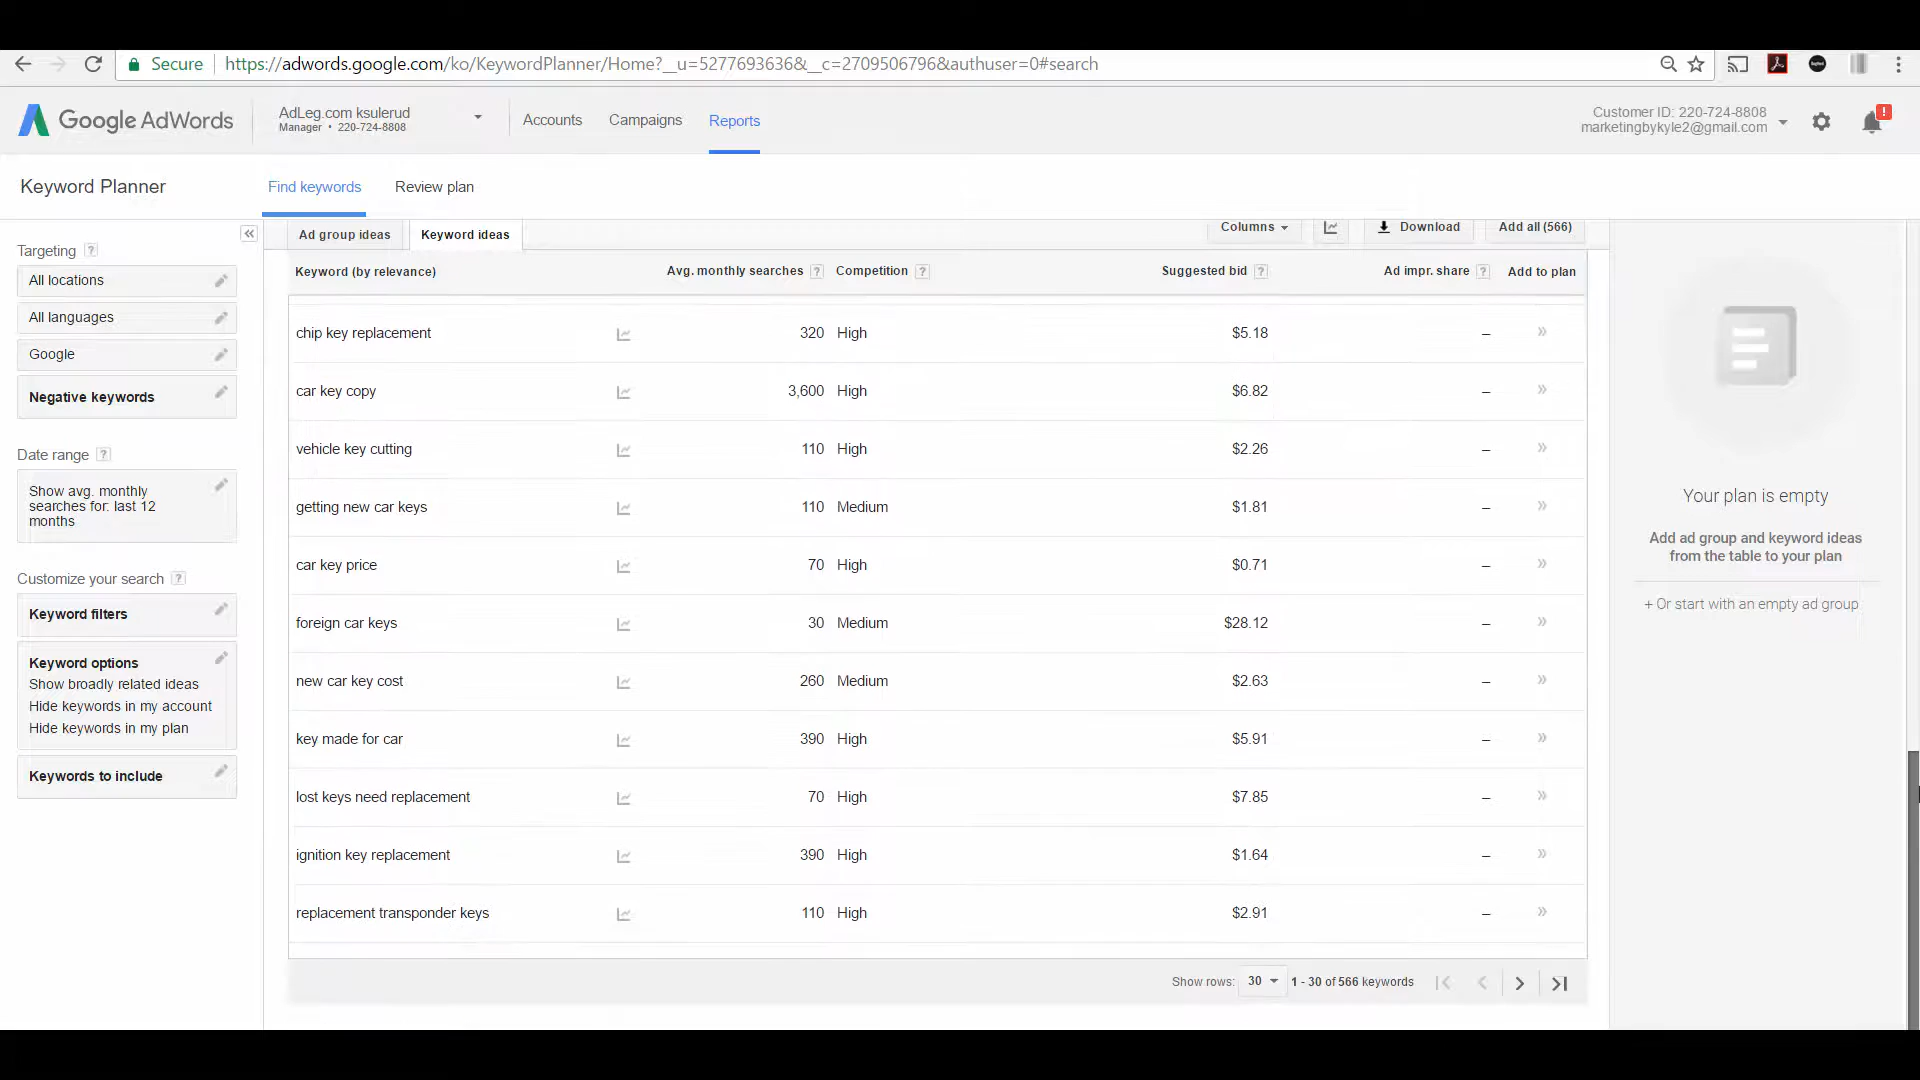 Secure https://adwords.google.com/ko/KeywordPlanner/Home?__u=5277693636&__c=2709506796&authuser=0#search
Google AdWords
AdLeg.com ksulerud
Manager • 220-724-8808
Accounts Campaigns Reports
Customer ID: 220-724-8808
marketingbykyle2@gmail.com
!
Keyword Planner
Find keywords Review plan
«
Targeting ?
All locations
All languages
Google
Negative keywords
Date range ?
Show avg. monthly
searches for: last 12
months
Customize your search ?
Keyword filters
Keyword options
Show broadly related ideas
Hide keywords in my account
Hide keywords in my plan
Keywords to include
Ad group ideas Keyword ideas
Columns Download Add all (566)
Keyword (by relevance) Avg. monthly searches ? Competition ? Suggested bid ? Ad impr. share ? Add to plan
chip key replacement 320 High $5.18 – »
car key copy 3,600 High $6.82 – »
vehicle key cutting 110 High $2.26 – »
getting new car keys 110 Medium $1.81 – »
car key price 70 High $0.71 – »
foreign car keys 30 Medium $28.12 – »
new car key cost 260 Medium $2.63 – »
key made for car 390 High $5.91 – »
lost keys need replacement 70 High $7.85 – »
ignition key replacement 390 High $1.64 – »
replacement transponder keys 110 High $2.91 – »
Show rows: 30 1 - 30 of 566 keywords
Your plan is empty
Add ad group and keyword ideas
from the table to your plan
+ Or start with an empty ad group